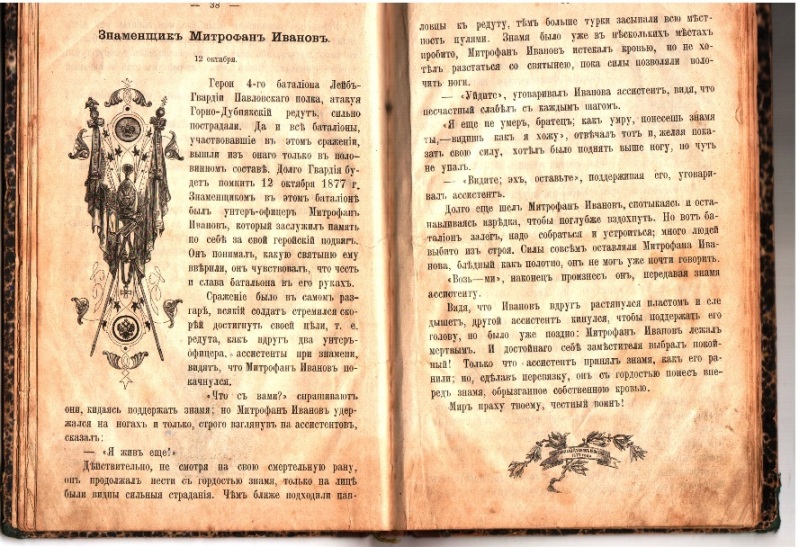 — 38 —
Знаменщикъ Митрофанъ Ивановъ.
12 октября.
Герои 4-го баталіона Лейбъ-
Гвардіи Павловскаго полка, атакуя
Горно-Дубнякскій редутъ, сильно
пострадали. Да и всѣ баталіоны,
участвовавшіе въ этомъ сраженіи,
вышли изъ онаго только въ поло-
винномъ составѣ. Долго Гвардія бу-
детъ помнить 12 октября 1877 г.
Знаменщикомъ въ этомъ баталіонѣ
былъ унтеръ-офицеръ Митрофанъ
Ивановъ, который заслужилъ память
по себѣ за свой геройскій подвигъ.
Онъ понималъ, какую святыню ему
ввѣрили, онъ чувствовалъ, что честь
и слава батальона въ его рукахъ.
Сраженіе было въ самомъ раз-
гарѣ, всякій солдатъ стремился ско-
рѣй достигнуть своей цѣли, т. е.
редута, какъ вдругъ два унтеръ-
офицера, ассистенты при знамени,
видятъ, что Митрофанъ Ивановъ по-
качнулся.
«Что съ вами?» спрашиваютъ
они, кидаясь поддержать знамя; но Митрофанъ Ивановъ удер-
жался на ногахъ и только, строго взглянувъ на ассистентовъ,
сказалъ:
— «Я живъ еще!»
Дѣйствительно, не смотря на свою смертельную рану,
онъ продолжалъ нести съ гордостью знамя, только на лицѣ
были видны сильныя страданія. Чѣмъ ближе подходили пав-
ловцы къ редуту, тѣмъ больше турки засыпали всю мѣст-
ность пулями. Знамя было уже въ нѣсколькихъ мѣстахъ
пробито, Митрофанъ Ивановъ истекалъ кровью, но не хо-
тѣлъ разстаться со святынею, пока силы позволяли воло-
чить ноги.
— «Уйдите», уговаривалъ Иванова ассистентъ, видя, что
несчастный слабѣлъ съ каждымъ шагомъ.
«Я еще не умеръ, братецъ; какъ умру, понесешь знамя
ты,—видишь какъ я хожу», отвѣчалъ тотъ и, желая пока-
зать свою силу, хотѣлъ было поднять выше ногу, но чуть
не упалъ.
— «Видите; эхъ, оставьте», поддерживая его, уговари-
валъ ассистентъ.
Долго еще шелъ Митрофанъ Ивановъ, спотыкаясь и оста-
навливаясь изрѣдка, чтобы поглубже вздохнуть. Но вотъ ба-
таліонъ залегъ, надо собраться и устроиться; много людей
выбито изъ строя. Силы совсѣмъ оставляли Митрофана Ива-
нова, блѣдный какъ полотно, онъ не могъ уже почти говорить.
«Возь—ми», наконецъ произнесъ онъ, передавая знамя
ассистенту.
Видя, что Ивановъ вдругъ растянулся пластомъ и еле
дышетъ, другой ассистентъ кинулся, чтобы поддержать его
голову, но было уже поздно: Митрофанъ Ивановъ лежалъ
мертвымъ. И достойнаго себѣ замѣстителя выбралъ покой-
ный! Только что ассистентъ принялъ знамя, какъ его ра-
нили; но, сдѣлавъ перевязку, онъ съ гордостью понесъ впе-
редъ знамя, обрызганное собственною кровью.
Миръ праху твоему, честный воинъ!